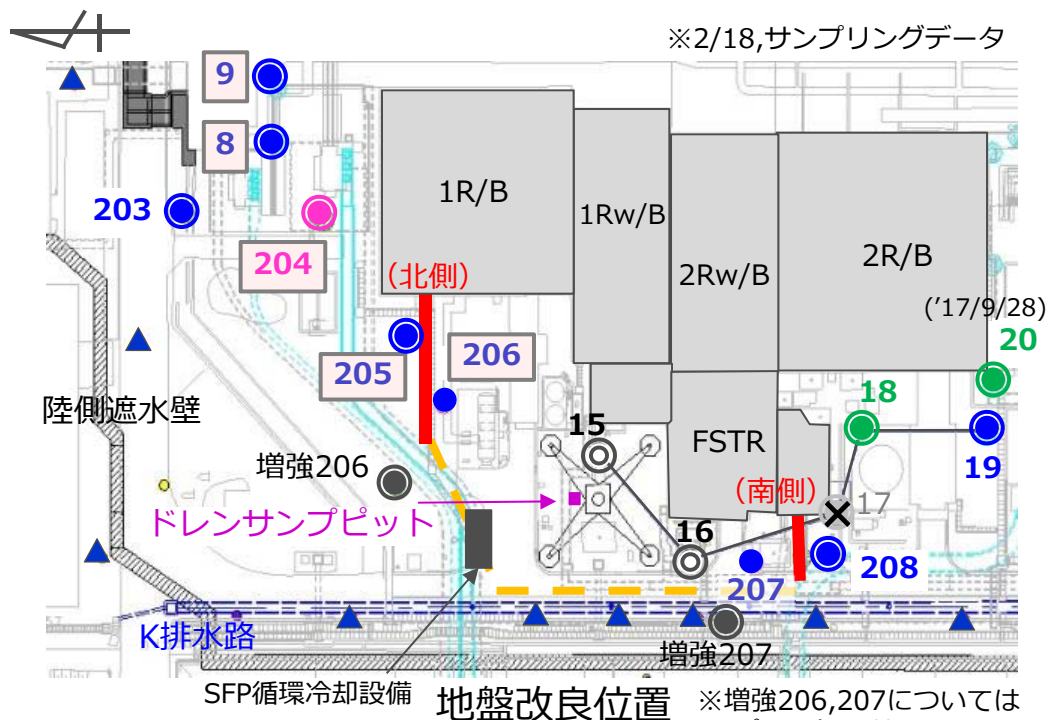 ※2/18,サンプリングデータ
9
8
203
204
1R/B
1Rw/B
2Rw/B
2R/B
(北側)
('17/9/28)
20
205
206
18
陸側遮水壁
15
FSTR
19
増強206
(南側)
17
ドレンサンプピット
16
208
207
K排水路
増強207
SFP循環冷却設備
地盤改良位置
※増強206,207については